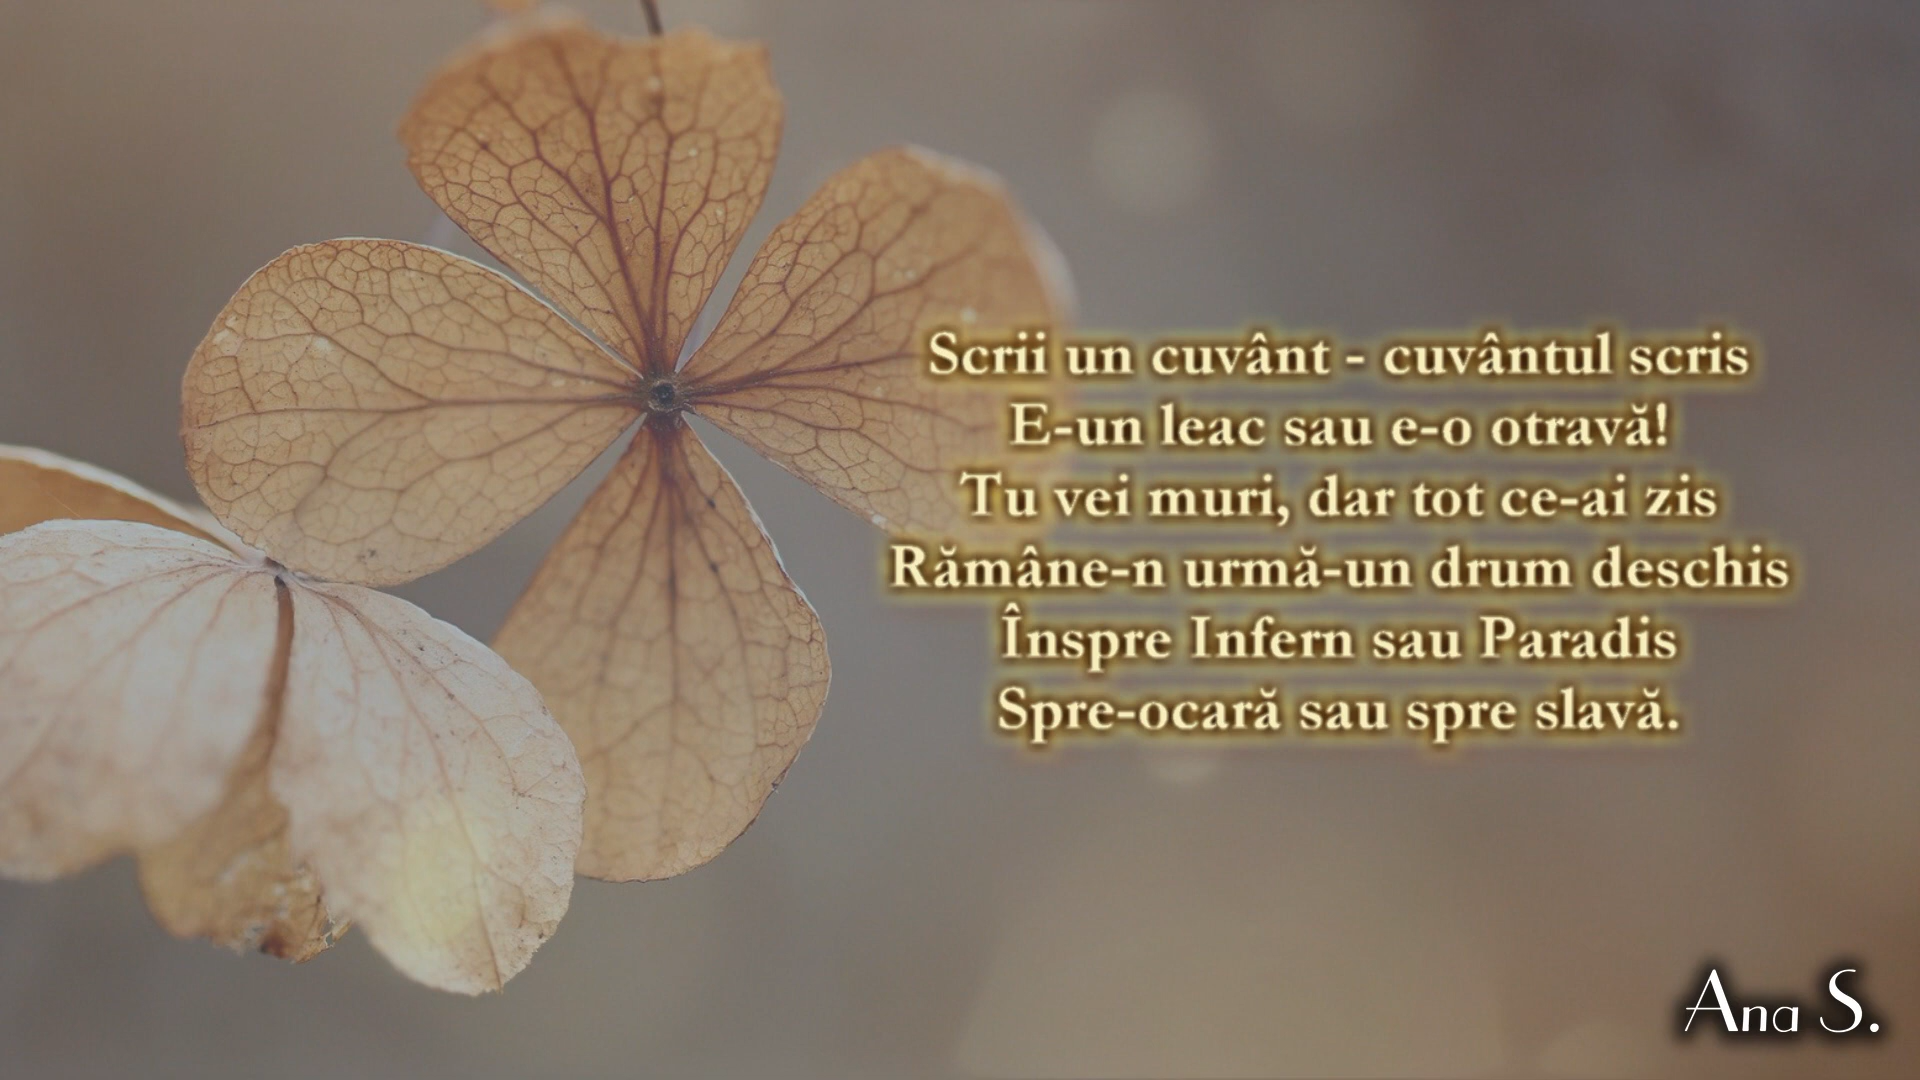 Scrii un cuvânt - cuvântul scris
E-un leac sau e-o otravă!
Tu vei muri, dar tot ce-ai zis
Rămâne-n urmă-un drum deschis
Înspre Infern sau Paradis
Spre-ocară sau spre slavă.
Ana S.